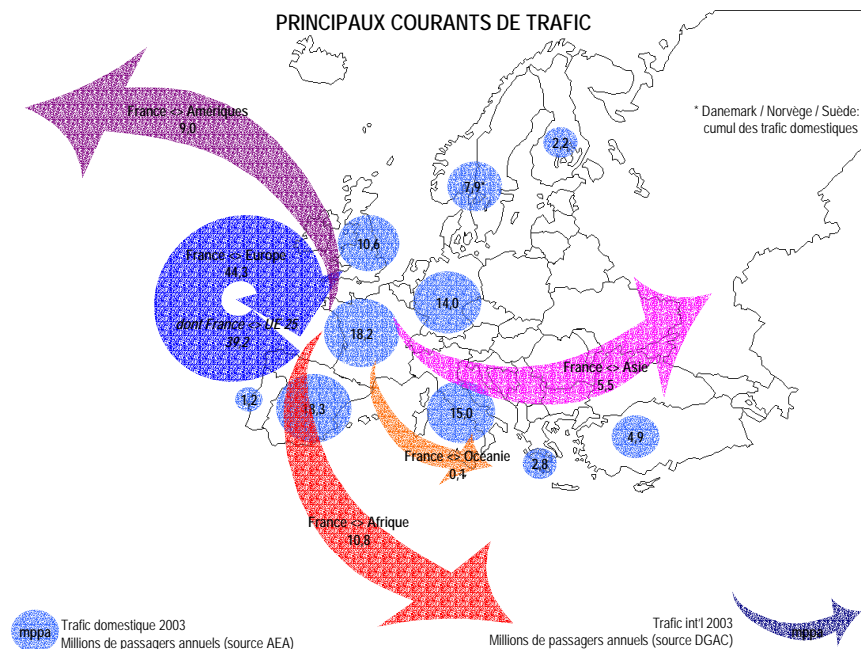 PRINCIPAUX COURANTS DE TRAFIC
France <> Amériques
9,0
* Danemark / Norvège / Suède:
cumul des trafic domestiques
2,2
7,9*
10,6
France <> Europe
44,3
14,0
dont France <> UE 25
39,2
18,2
France <> Asie
5,5
1,2
18,3
15,0
4,9
France <> Océanie
0,1
2,8
France <> Afrique
10,8
mppa
Trafic domestique 2003
Millions de passagers annuels (source AEA)
Trafic int'l 2003
Millions de passagers annuels (source DGAC)
mppa